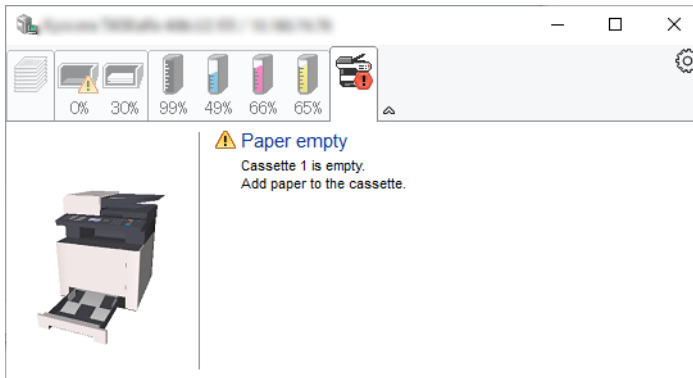 0% 30% 99% 49% 66% 65%
Paper empty
Cassette 1 is empty.
Add paper to the cassette.